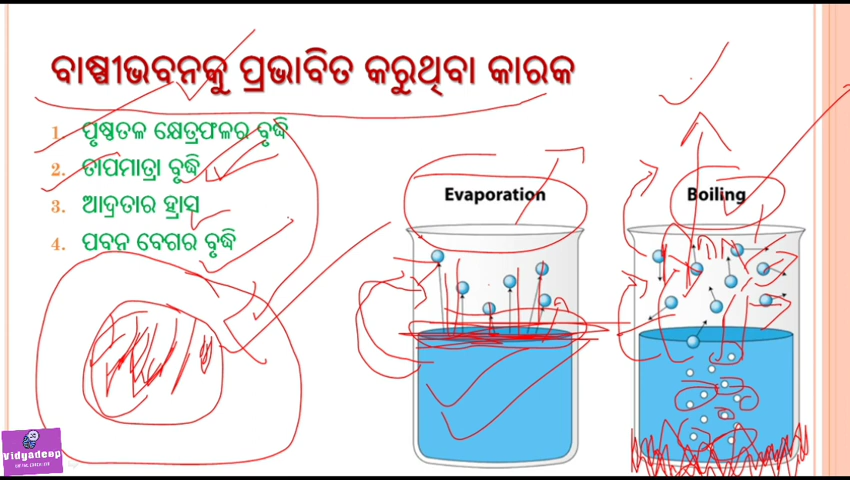 ବାଷ୍ପୀଭବନକୁ ପ୍ରଭାବିତ କରୁଥିବା କାରକ
1. ପୃଷ୍ଠତଳ କ୍ଷେତ୍ରଫଳର ବୃଦ୍ଧି
2. ତାପମାତ୍ରା ବୃଦ୍ଧି
3. ଆଦ୍ରତାର ହ୍ରାସ
4. ପବନ ବେଗର ବୃଦ୍ଧି
Evaporation
Boiling
Vidyadeep